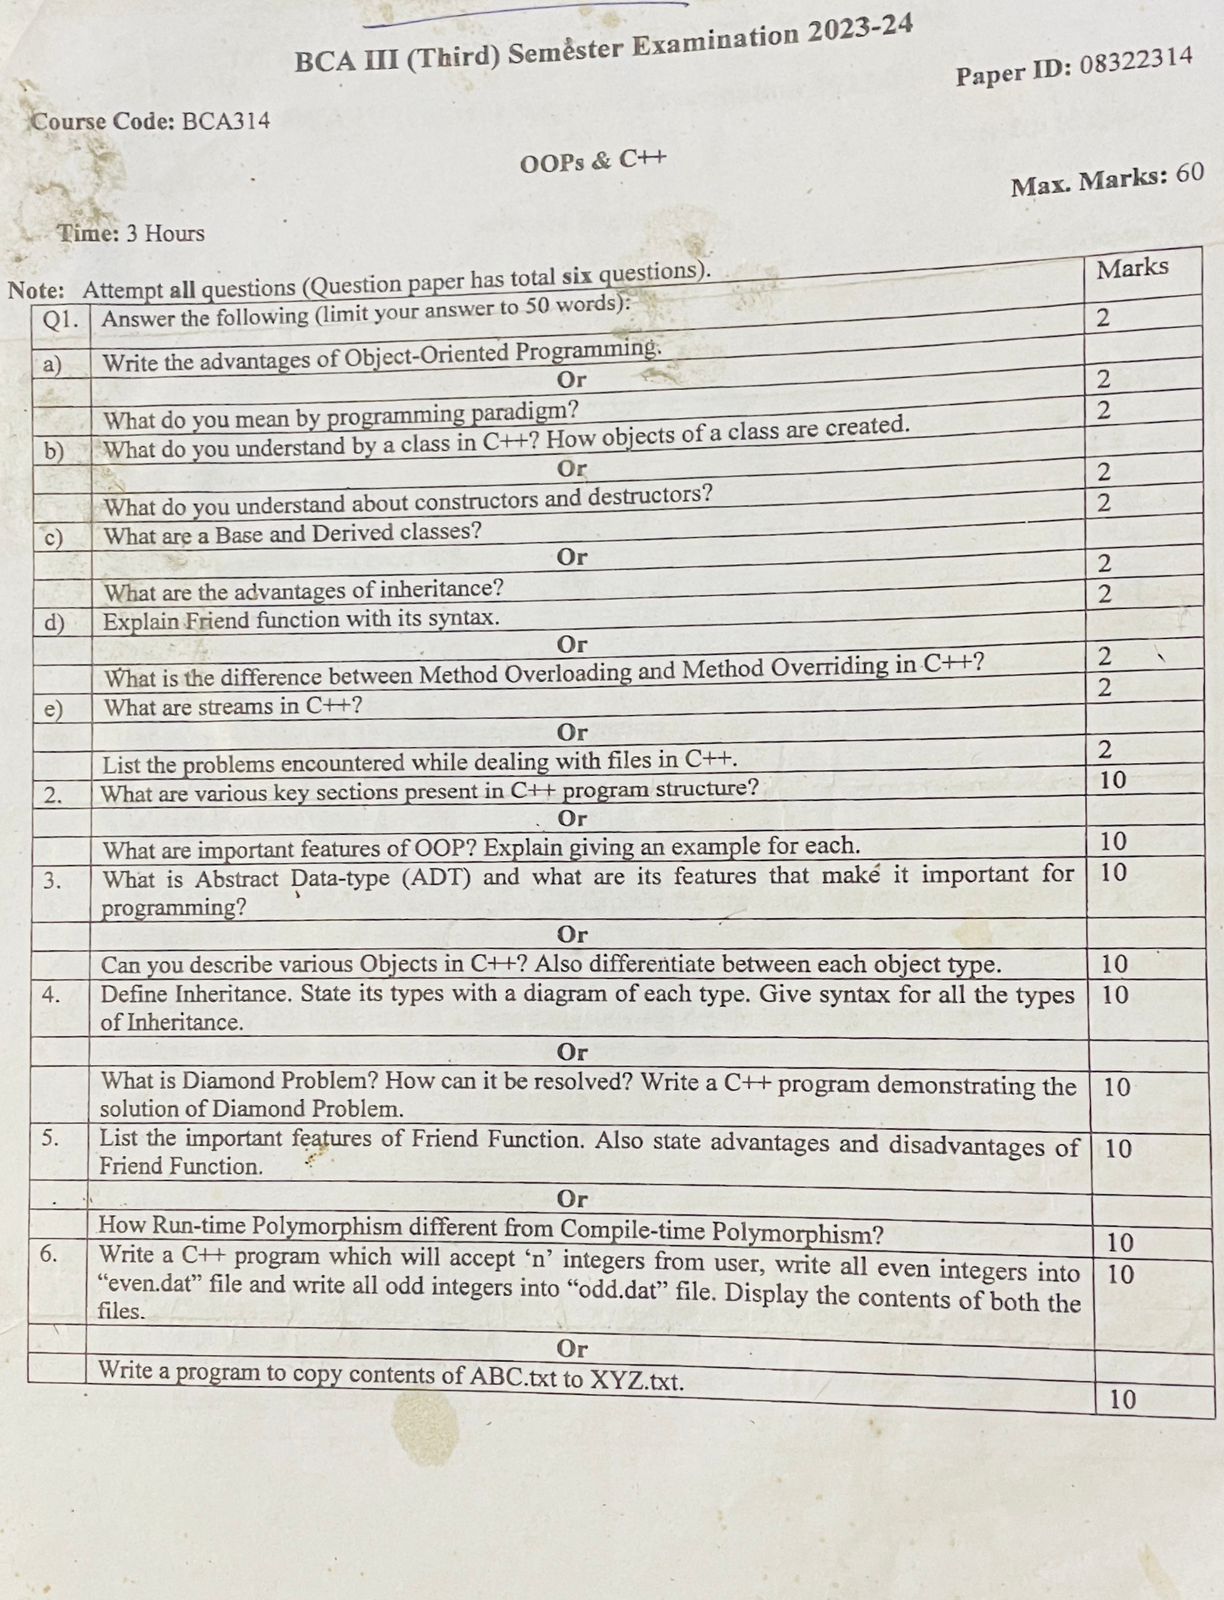 BCA III (Third) Semester Examination 2023-24
Paper ID: 08322314
Course Code: BCA314
OOPs & C++
Max. Marks: 60
Time: 3 Hours
Note: Attempt all questions (Question paper has total six questions).
Marks
Q1. Answer the following (limit your answer to 50 words):
a) Write the advantages of Object-Oriented Programming. 2
Or
What do you mean by programming paradigm? 2
b) What do you understand by a class in C++? How objects of a class are created. 2
Or
What do you understand about constructors and destructors? 2
c) What are a Base and Derived classes? 2
Or
What are the advantages of inheritance? 2
d) Explain Friend function with its syntax. 2
Or
What is the difference between Method Overloading and Method Overriding in C++? 2
e) What are streams in C++? 2
Or
List the problems encountered while dealing with files in C++. 2
2. What are various key sections present in C++ program structure? 10
Or
What are important features of OOP? Explain giving an example for each. 10
3. What is Abstract Data-type (ADT) and what are its features that make it important for 10
programming?
Or
Can you describe various Objects in C++? Also differentiate between each object type. 10
4. Define Inheritance. State its types with a diagram of each type. Give syntax for all the types 10
of Inheritance.
Or
What is Diamond Problem? How can it be resolved? Write a C++ program demonstrating the 10
solution of Diamond Problem.
5. List the important features of Friend Function. Also state advantages and disadvantages of 10
Friend Function.
Or
How Run-time Polymorphism different from Compile-time Polymorphism? 10
6. Write a C++ program which will accept ‘n’ integers from user, write all even integers into 10
“even.dat” file and write all odd integers into “odd.dat” file. Display the contents of both the
files.
Or
Write a program to copy contents of ABC.txt to XYZ.txt. 10